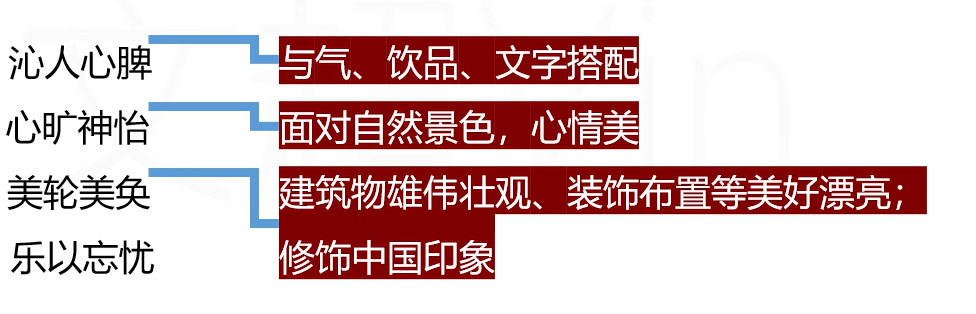 沁人心脾 与气、饮品、文字搭配
心旷神怡 面对自然景色，心情美
美轮美奂 建筑物雄伟壮观、装饰布置等美好漂亮；
乐以忘忧 修饰中国印象